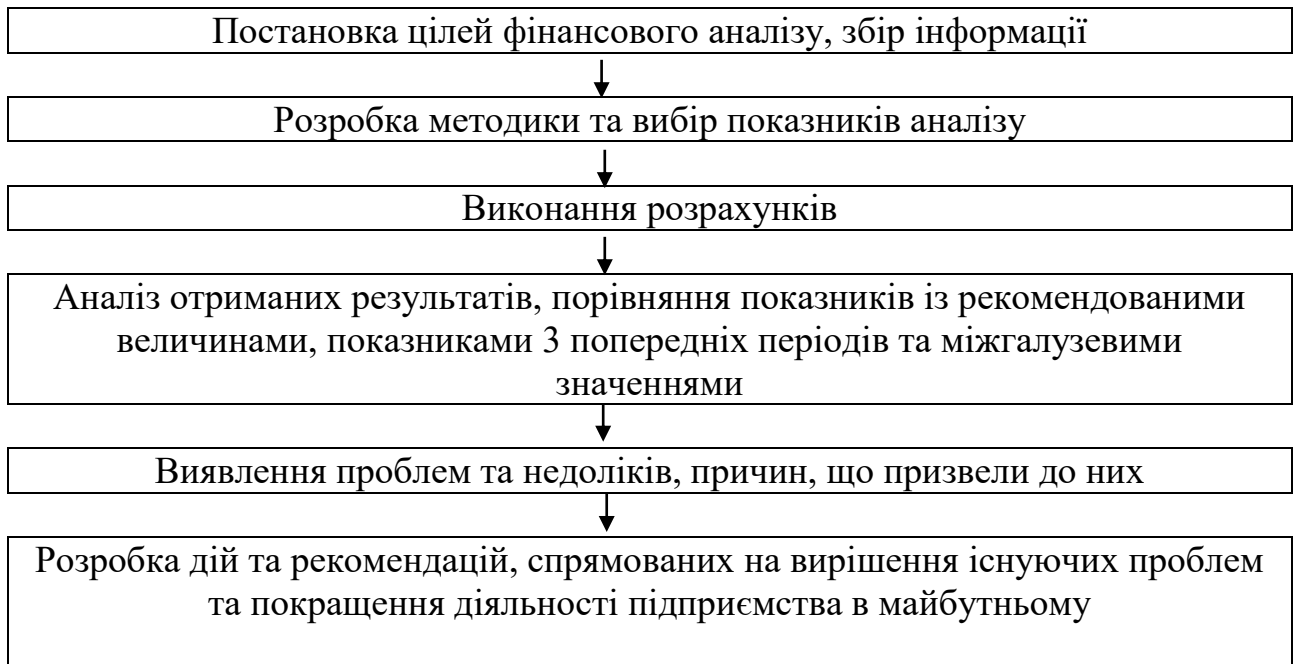 Постановка цілей фінансового аналізу, збір інформації
Розробка методики та вибір показників аналізу
Виконання розрахунків
Аналіз отриманих результатів, порівняння показників із рекомендованими
величинами, показниками 3 попередніх періодів та міжгалузевими
значеннями
Виявлення проблем та недоліків, причин, що призвели до них
Розробка дій та рекомендацій, спрямованих на вирішення існуючих проблем
та покращення діяльності підприємства в майбутньому